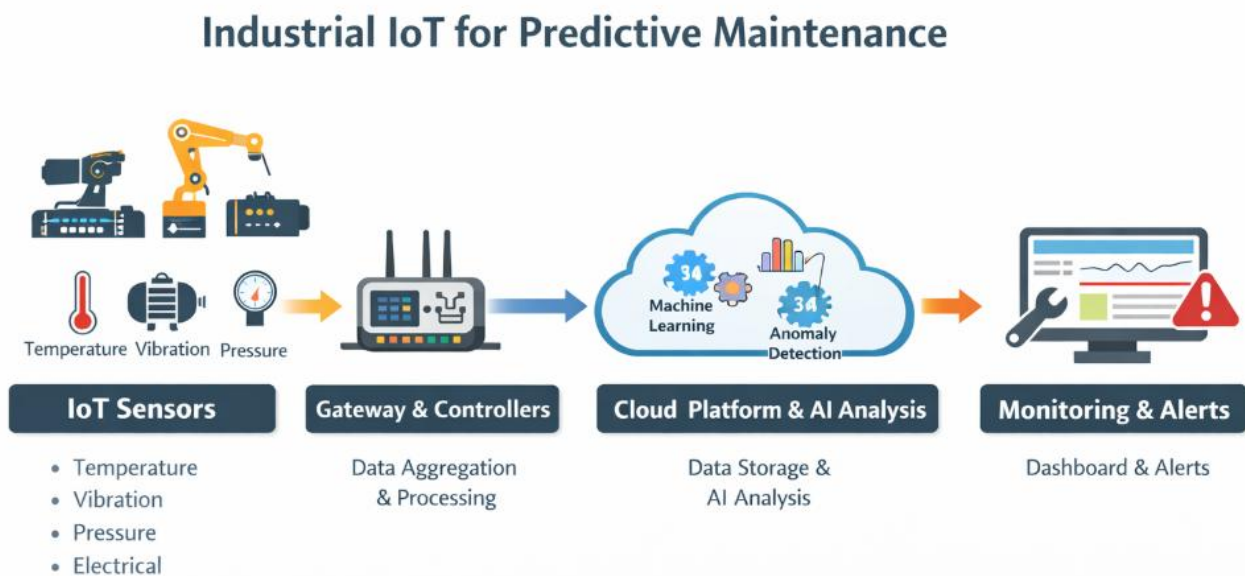 Industrial IoT for Predictive Maintenance
Temperature Vibration Pressure
34
Machine
Learning
34
Anomaly
Detection
IoT Sensors
Gateway & Controllers
Cloud Platform & AI Analysis
Monitoring & Alerts
• Temperature
• Vibration
• Pressure
• Electrical
Data Aggregation
& Processing
Data Storage &
AI Analysis
Dashboard & Alerts